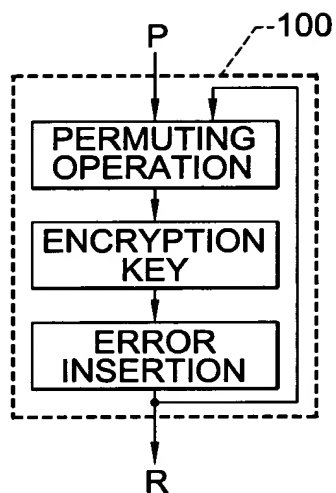 100
P
PERMUTING
OPERATION
ENCRYPTION
KEY
ERROR
INSERTION
R